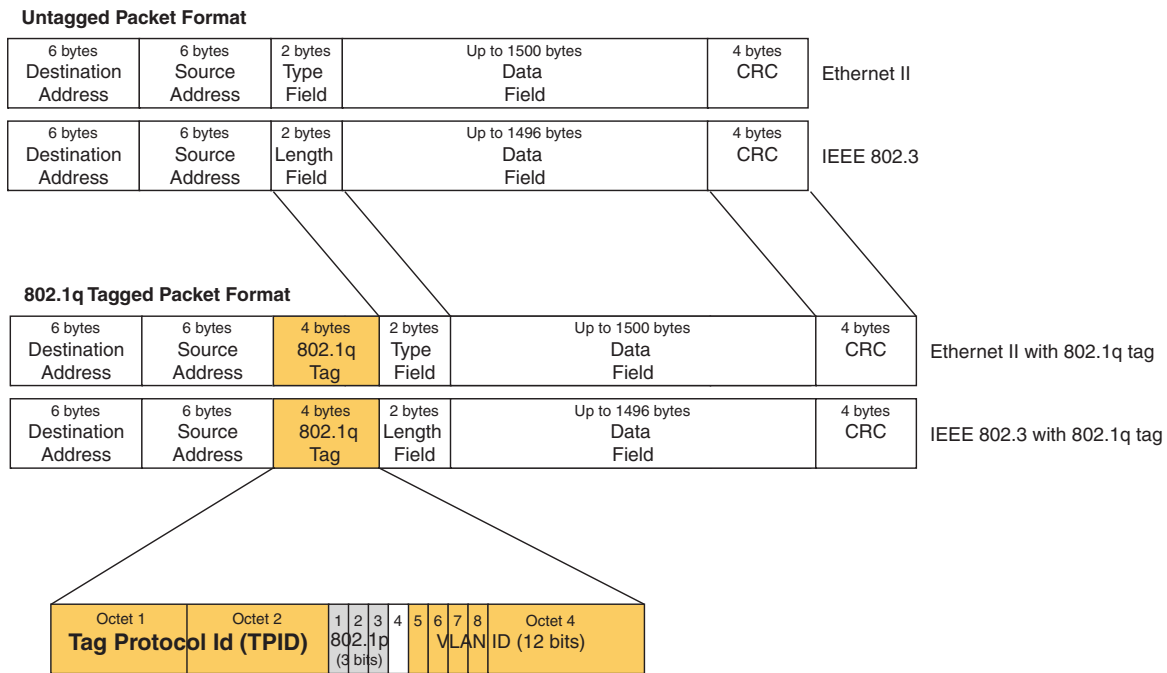 Untagged Packet Format
6 bytes 6 bytes 2 bytes Up to 1500 bytes 4 bytes
Destination Source Type Data CRC Ethernet II
Address Address Field Field
6 bytes 6 bytes 2 bytes Up to 1496 bytes 4 bytes
Destination Source Length Data CRC IEEE 802.3
Address Address Field Field
802.1q Tagged Packet Format
6 bytes 6 bytes 4 bytes 2 bytes Up to 1500 bytes 4 bytes
Destination Source 802.1q Type Data CRC Ethernet II with 802.1q tag
Address Address Tag Field Field
6 bytes 6 bytes 4 bytes 2 bytes Up to 1496 bytes 4 bytes
Destination Source 802.1q Length Data CRC IEEE 802.3 with 802.1q tag
Address Address Tag Field Field
Octet 1 Octet 2 1 2 3 4 5 6 7 8 Octet 4
Tag Protocol Id (TPID) 802.1p VLAN ID (12 bits)
(3 bits)